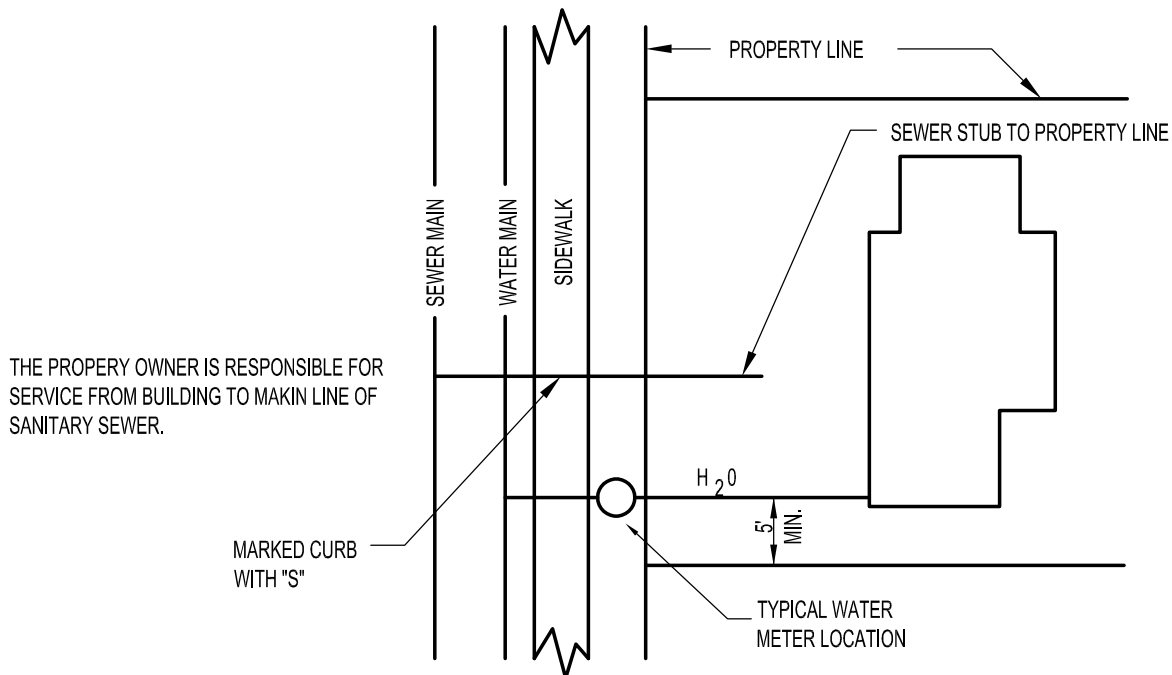 PROPERTY LINE
SEWER STUB TO PROPERTY LINE
SEWER MAIN
WATER MAIN
SIDEWALK
THE PROPERY OWNER IS RESPONSIBLE FOR
SERVICE FROM BUILDING TO MAKIN LINE OF
SANITARY SEWER.
H 2 0
5'
MIN.
MARKED CURB
WITH "S"
TYPICAL WATER
METER LOCATION